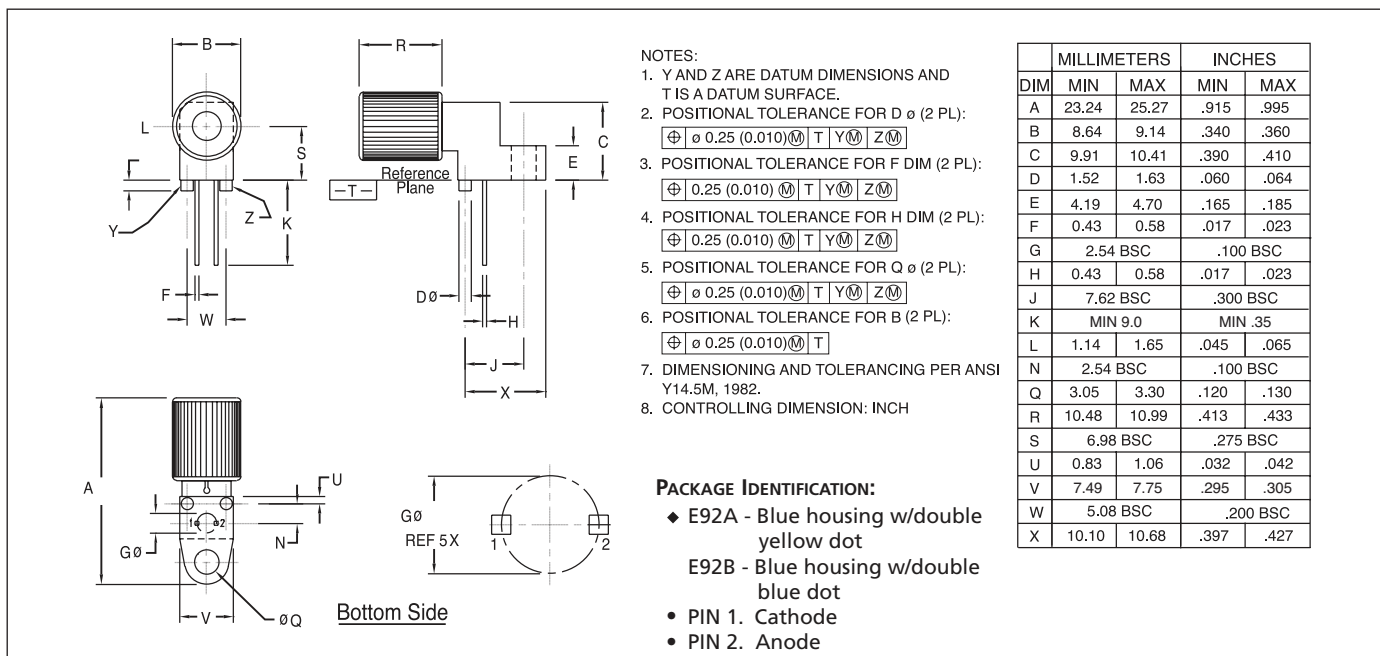 B
L
S
Y
Z
K
F
W
R
C
E
Reference
Plane
–T–
DØ
H
J
X
NOTES:
1. Y AND Z ARE DATUM DIMENSIONS AND
T IS A DATUM SURFACE.
2. POSITIONAL TOLERANCE FOR D ø (2 PL):
⌖ ø 0.25 (0.010)Ⓜ T YⓂ ZⓂ
3. POSITIONAL TOLERANCE FOR F DIM (2 PL):
⌖ 0.25 (0.010) Ⓜ T YⓂ ZⓂ
4. POSITIONAL TOLERANCE FOR H DIM (2 PL):
⌖ 0.25 (0.010) Ⓜ T YⓂ ZⓂ
5. POSITIONAL TOLERANCE FOR Q ø (2 PL):
⌖ ø 0.25 (0.010)Ⓜ T YⓂ ZⓂ
6. POSITIONAL TOLERANCE FOR B (2 PL):
⌖ ø 0.25 (0.010)Ⓜ T
7. DIMENSIONING AND TOLERANCING PER ANSI
Y14.5M, 1982.
8. CONTROLLING DIMENSION: INCH
MILLIMETERS INCHES
DIM MIN MAX MIN MAX
A 23.24 25.27 .915 .995
B 8.64 9.14 .340 .360
C 9.91 10.41 .390 .410
D 1.52 1.63 .060 .064
E 4.19 4.70 .165 .185
F 0.43 0.58 .017 .023
G 2.54 BSC .100 BSC
H 0.43 0.58 .017 .023
J 7.62 BSC .300 BSC
K MIN 9.0 MIN .35
L 1.14 1.65 .045 .065
N 2.54 BSC .100 BSC
Q 3.05 3.30 .120 .130
R 10.48 10.99 .413 .433
S 6.98 BSC .275 BSC
U 0.83 1.06 .032 .042
V 7.49 7.75 .295 .305
W 5.08 BSC .200 BSC
X 10.10 10.68 .397 .427
A
U
1 2
N
GØ
V
øQ
GØ
REF 5X
1 2
Bottom Side
PACKAGE IDENTIFICATION:
◆ E92A - Blue housing w/double
yellow dot
E92B - Blue housing w/double
blue dot
• PIN 1. Cathode
• PIN 2. Anode